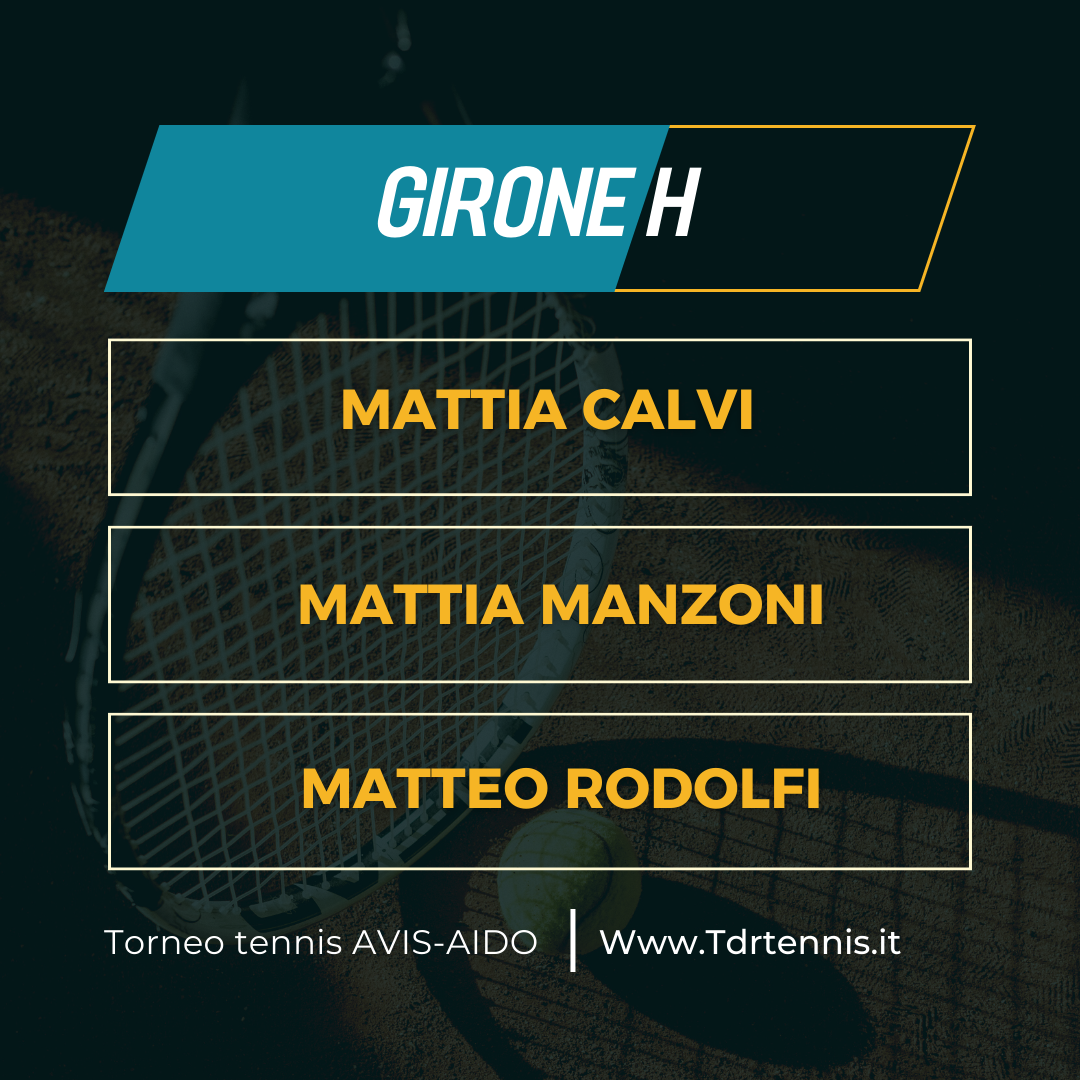 GIRONE H
MATTIA CALVI
MATTIA MANZONI
MATTEO RODOLFI
Torneo tennis AVIS-AIDO
Www.Tdrtennis.it